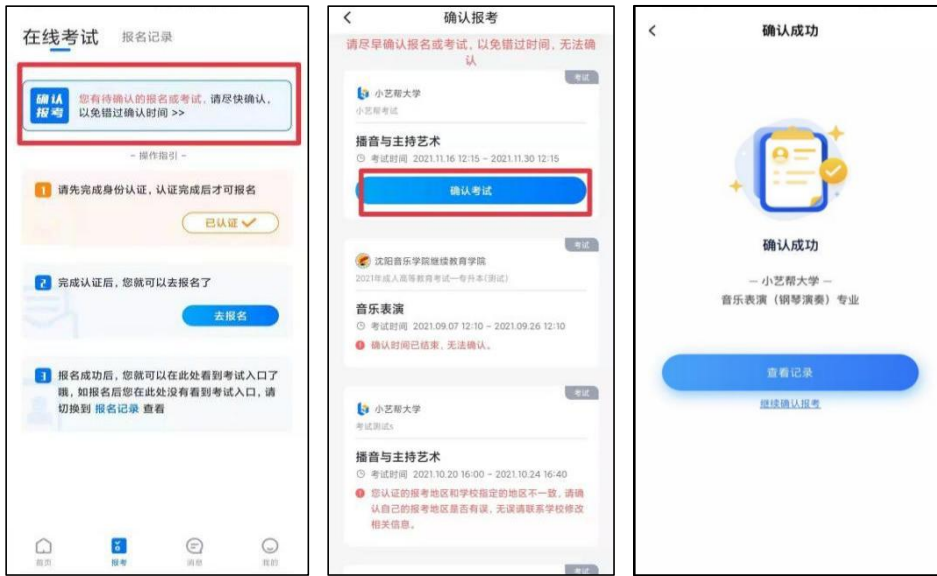 在线考试 报名记录
确认
报考
您有待确认的报名或考试，请尽快确认，
以免错过确认时间 >>
- 操作指引 -
1 请先完成身份认证，认证完成后才可报名
已认证
2 完成认证后，您就可以去报名了
去报名
3 报名成功后，您就可以在此处看到考试入口了
哦，如报名后您在此处没有看到考试入口，请
切换到 报名记录 查看
首页 报考 消息 我的
确认报考
请尽早确认报名或考试，以免错过时间，无法确
认
考试
小艺帮大学
小艺帮考试
播音与主持艺术
考试时间 2021.11.16 12:15 ~ 2021.11.30 12:15
确认考试
考试
沈阳音乐学院继续教育学院
2021年成人高等教育考试—专升本(测试)
音乐表演
考试时间 2021.09.07 12:10 ~ 2021.09.26 12:10
确认时间已结束，无法确认。
考试
小艺帮大学
考试测试s
播音与主持艺术
考试时间 2021.10.20 16:00 ~ 2021.10.24 16:40
您认证的报考地区和学校指定的地区不一致，请确
认自己的报考地区是否有误，无误请联系学校修改
相关信息。
考试
确认成功
确认成功
— 小艺帮大学 —
音乐表演（钢琴演奏）专业
查看记录
继续确认报考